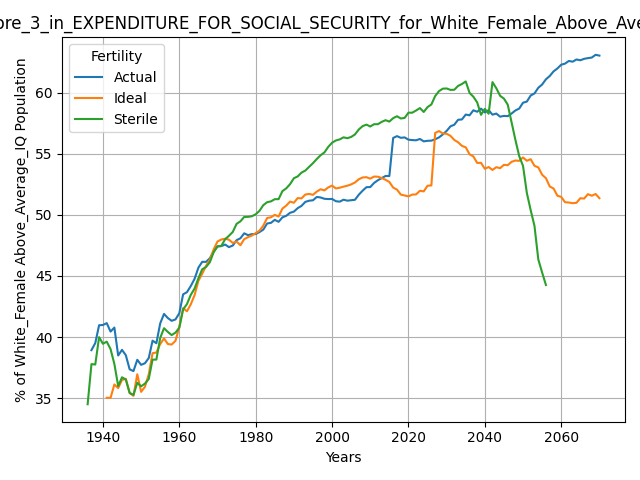 ore_3_in_EXPENDITURE_FOR_SOCIAL_SECURITY_for_White_Female_Above_Ave
Fertility
Actual
Ideal
Sterile
% of White_Female Above_Average_IQ Population
60
55
50
45
40
35
1940 1960 1980 2000 2020 2040 2060
Years